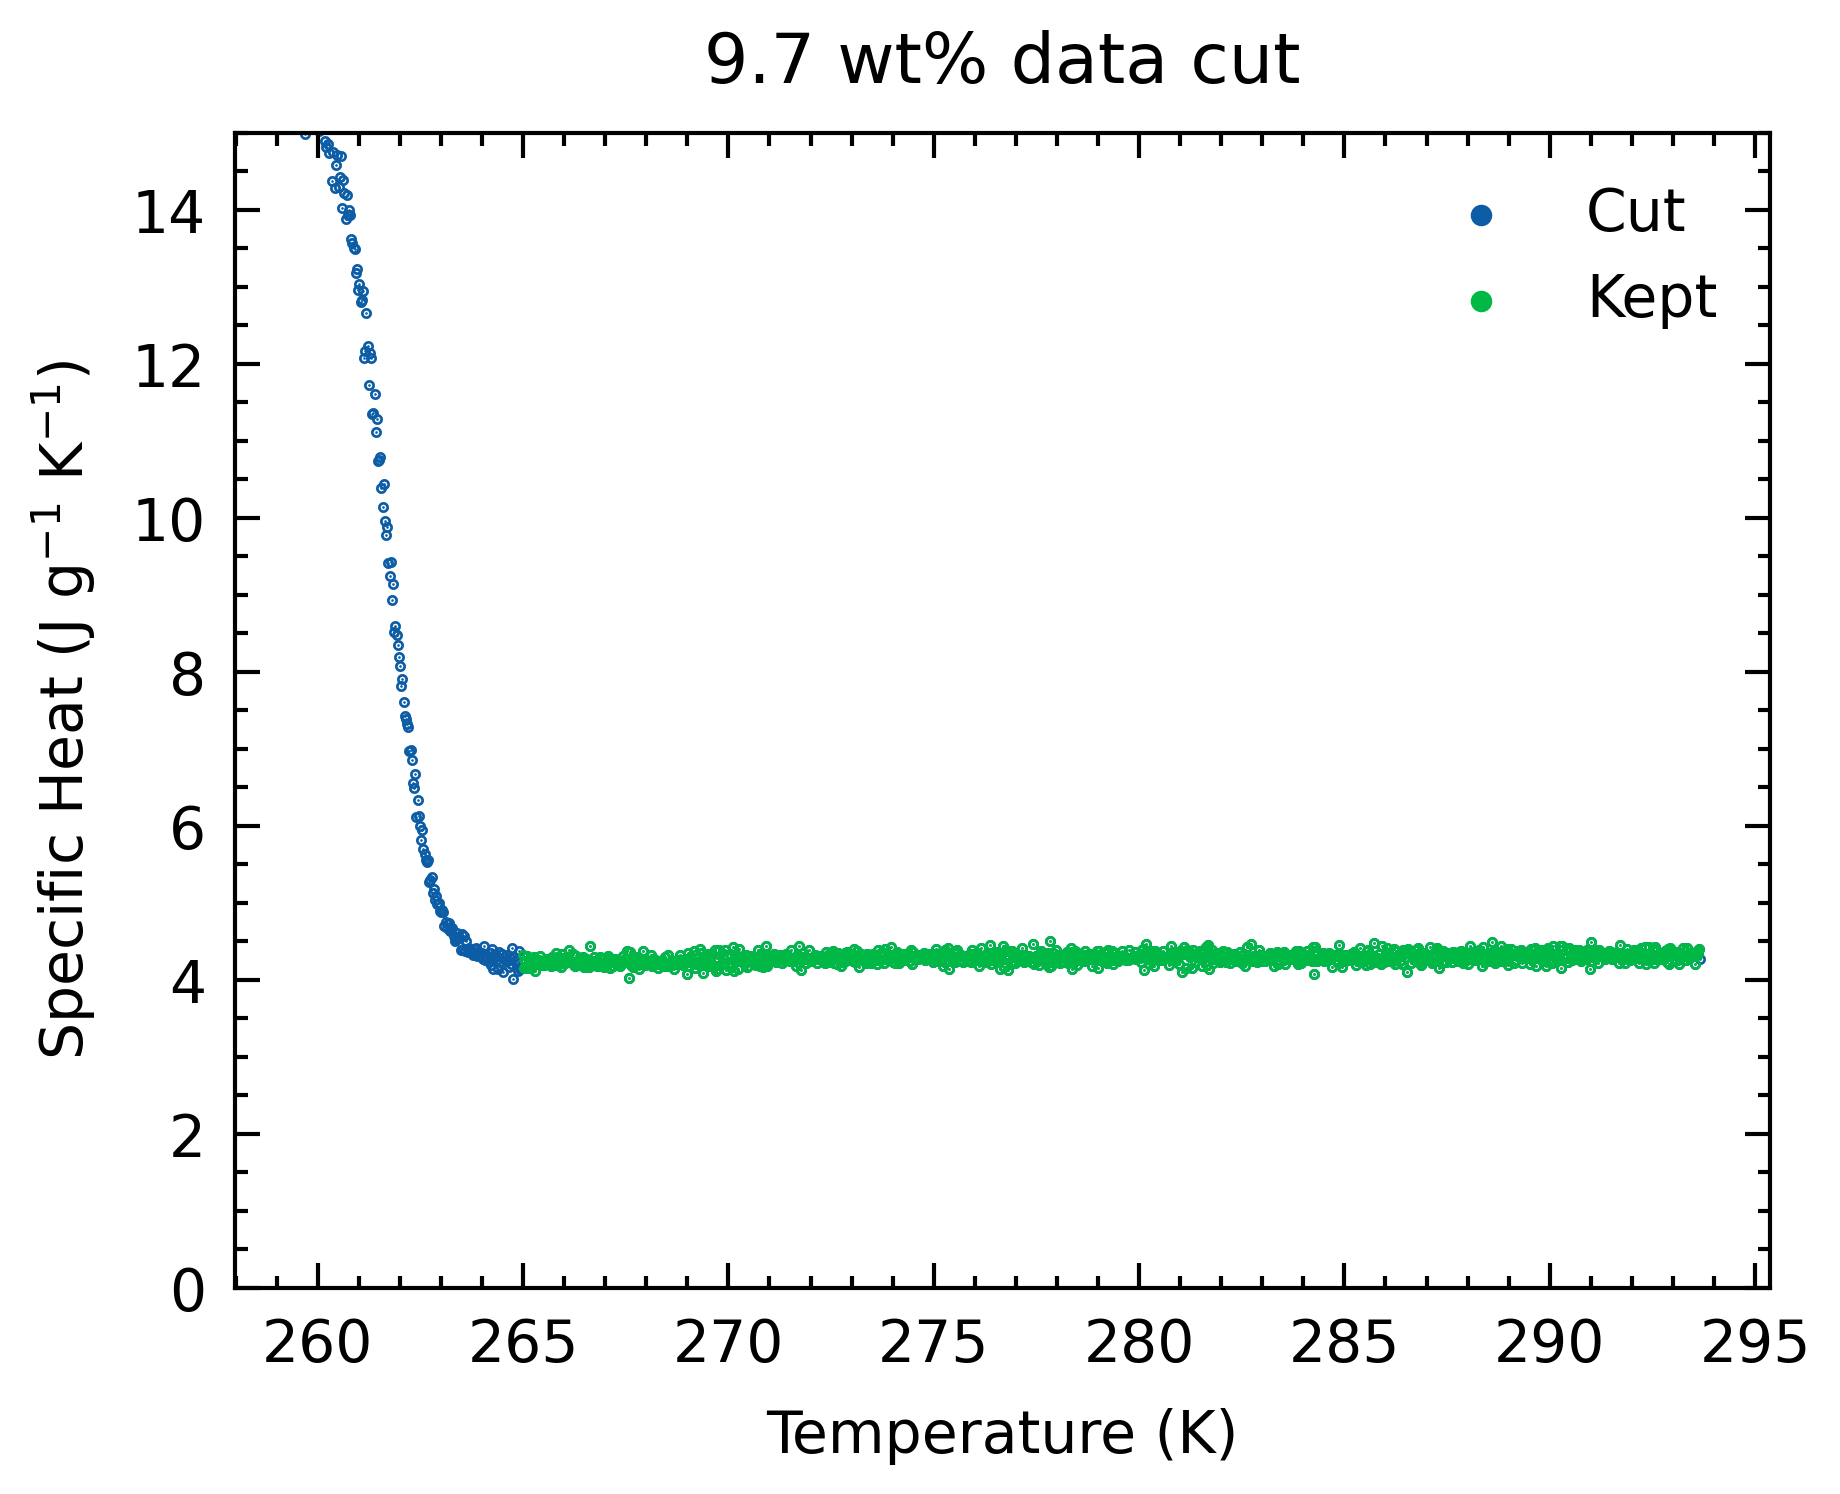 9.7 wt% data cut
Cut
Kept
14
12
10
8
6
4
2
0
Specific Heat (J g⁻¹ K⁻¹)
260 265 270 275 280 285 290 295
Temperature (K)